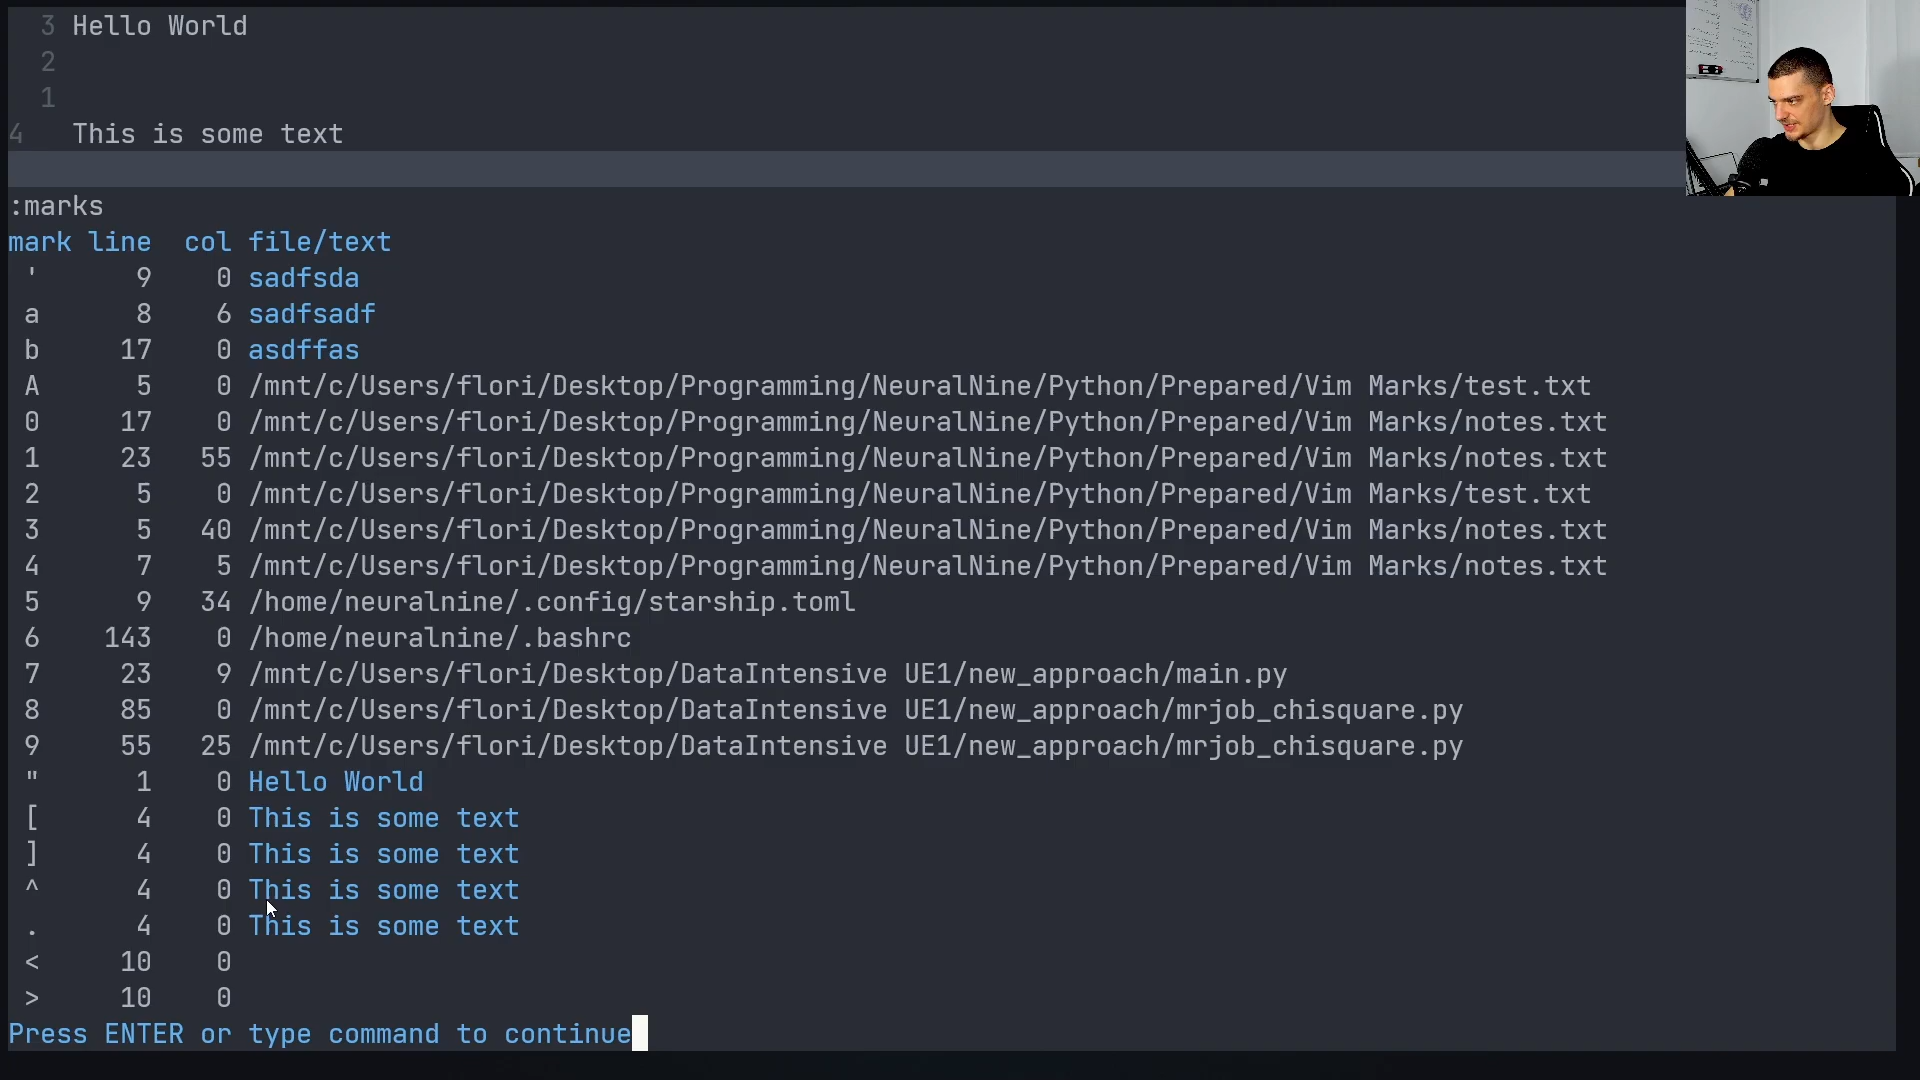 3 Hello World
2
1
4 This is some text
:marks
mark line col file/text
' 9 0 sadfsda
a 8 6 sadfsadf
b 17 0 asdffas
A 5 0 /mnt/c/Users/flori/Desktop/Programming/NeuralNine/Python/Prepared/Vim Marks/test.txt
0 17 0 /mnt/c/Users/flori/Desktop/Programming/NeuralNine/Python/Prepared/Vim Marks/notes.txt
1 23 55 /mnt/c/Users/flori/Desktop/Programming/NeuralNine/Python/Prepared/Vim Marks/notes.txt
2 5 0 /mnt/c/Users/flori/Desktop/Programming/NeuralNine/Python/Prepared/Vim Marks/test.txt
3 5 40 /mnt/c/Users/flori/Desktop/Programming/NeuralNine/Python/Prepared/Vim Marks/notes.txt
4 7 5 /mnt/c/Users/flori/Desktop/Programming/NeuralNine/Python/Prepared/Vim Marks/notes.txt
5 9 34 /home/neuralnine/.config/starship.toml
6 143 0 /home/neuralnine/.bashrc
7 23 9 /mnt/c/Users/flori/Desktop/DataIntensive UE1/new_approach/main.py
8 85 0 /mnt/c/Users/flori/Desktop/DataIntensive UE1/new_approach/mrjob_chisquare.py
9 55 25 /mnt/c/Users/flori/Desktop/DataIntensive UE1/new_approach/mrjob_chisquare.py
" 1 0 Hello World
[ 4 0 This is some text
] 4 0 This is some text
^ 4 0 This is some text
. 4 0 This is some text
< 10 0
> 10 0
Press ENTER or type command to continue